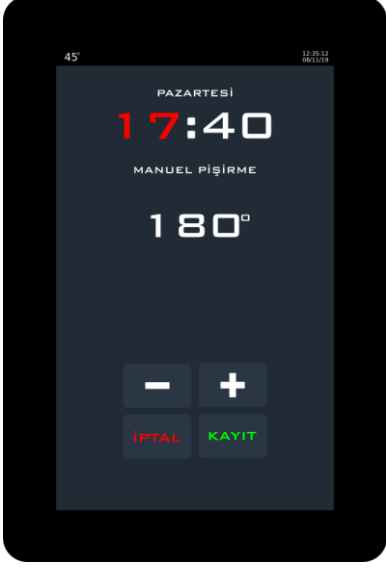 45°
12:35:12
08/11/19
PAZARTESİ
17:40
MANUEL PİŞİRME
180°
- +
İPTAL KAYIT